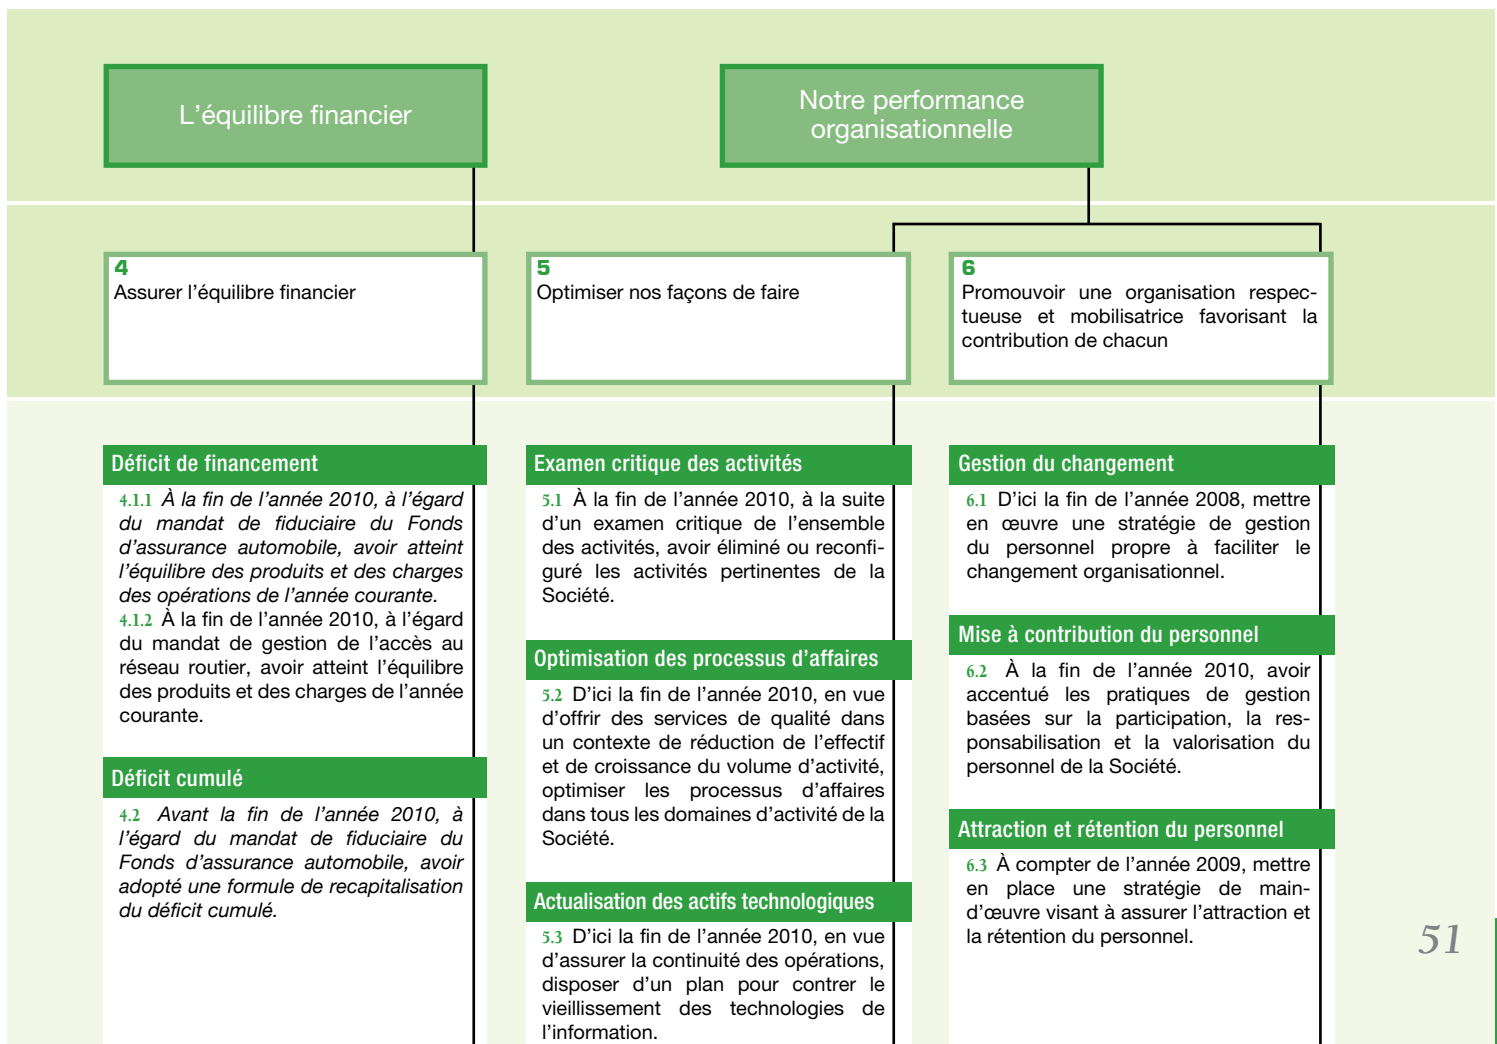 L'équilibre financier
Notre performance
organisationnelle
4
Assurer l'équilibre financier
5
Optimiser nos façons de faire
6
Promouvoir une organisation respec-
tueuse et mobilisatrice favorisant la
contribution de chacun
Déficit de financement
4.1.1 À la fin de l'année 2010, à l'égard
du mandat de fiduciaire du Fonds
d'assurance automobile, avoir atteint
l'équilibre des produits et des charges
des opérations de l'année courante.
4.1.2 À la fin de l'année 2010, à l'égard
du mandat de gestion de l'accès au
réseau routier, avoir atteint l'équilibre
des produits et des charges de l'année
courante.
Déficit cumulé
4.2 Avant la fin de l'année 2010, à
l'égard du mandat de fiduciaire du
Fonds d'assurance automobile, avoir
adopté une formule de recapitalisation
du déficit cumulé.
Examen critique des activités
5.1 À la fin de l'année 2010, à la suite
d'un examen critique de l'ensemble
des activités, avoir éliminé ou reconfi-
guré les activités pertinentes de la
Société.
Optimisation des processus d'affaires
5.2 D'ici la fin de l'année 2010, en vue
d'offrir des services de qualité dans
un contexte de réduction de l'effectif
et de croissance du volume d'activité,
optimiser les processus d'affaires
dans tous les domaines d'activité de la
Société.
Actualisation des actifs technologiques
5.3 D'ici la fin de l'année 2010, en vue
d'assurer la continuité des opérations,
disposer d'un plan pour contrer le
vieillissement des technologies de
l'information.
Gestion du changement
6.1 D'ici la fin de l'année 2008, mettre
en œuvre une stratégie de gestion
du personnel propre à faciliter le
changement organisationnel.
Mise à contribution du personnel
6.2 À la fin de l'année 2010, avoir
accentué les pratiques de gestion
basées sur la participation, la res-
ponsabilisation et la valorisation du
personnel de la Société.
Attraction et rétention du personnel
6.3 À compter de l'année 2009, mettre
en place une stratégie de main-
d'œuvre visant à assurer l'attraction et
la rétention du personnel.
51